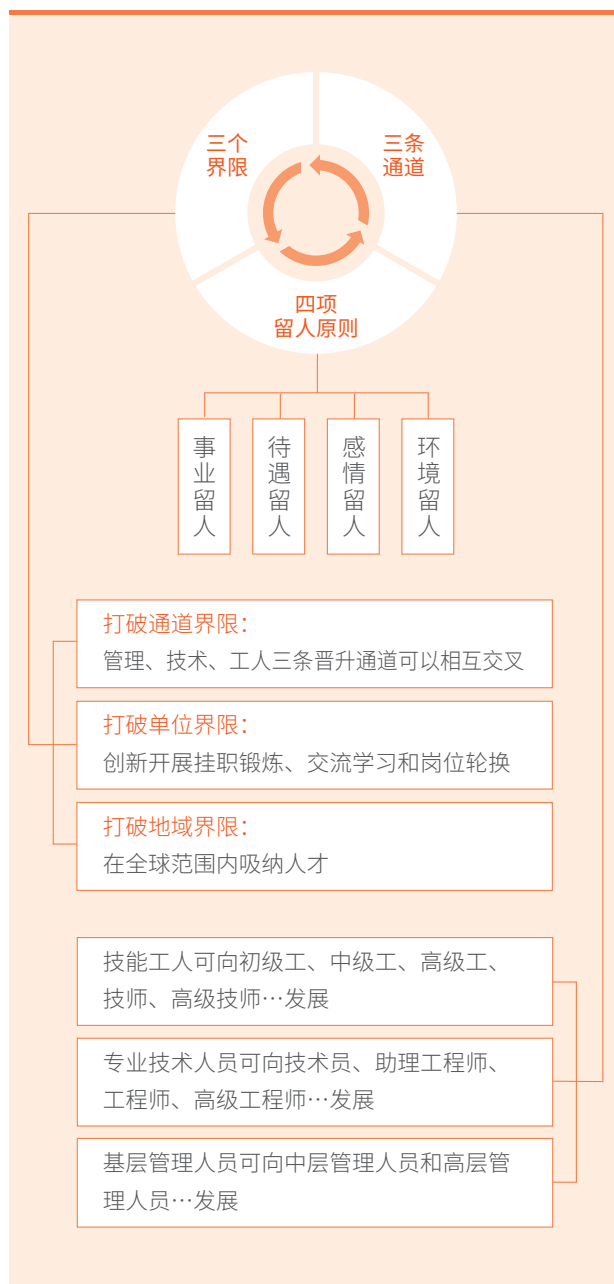 三个
界限
三条
通道
四项
留人原则
事业留人
待遇留人
感情留人
环境留人
打破通道界限：
管理、技术、工人三条晋升通道可以相互交叉
打破单位界限：
创新开展挂职锻炼、交流学习和岗位轮换
打破地域界限：
在全球范围内吸纳人才
技能工人可向初级工、中级工、高级工、
技师、高级技师…发展
专业技术人员可向技术员、助理工程师、
工程师、高级工程师…发展
基层管理人员可向中层管理人员和高层管
理人员…发展